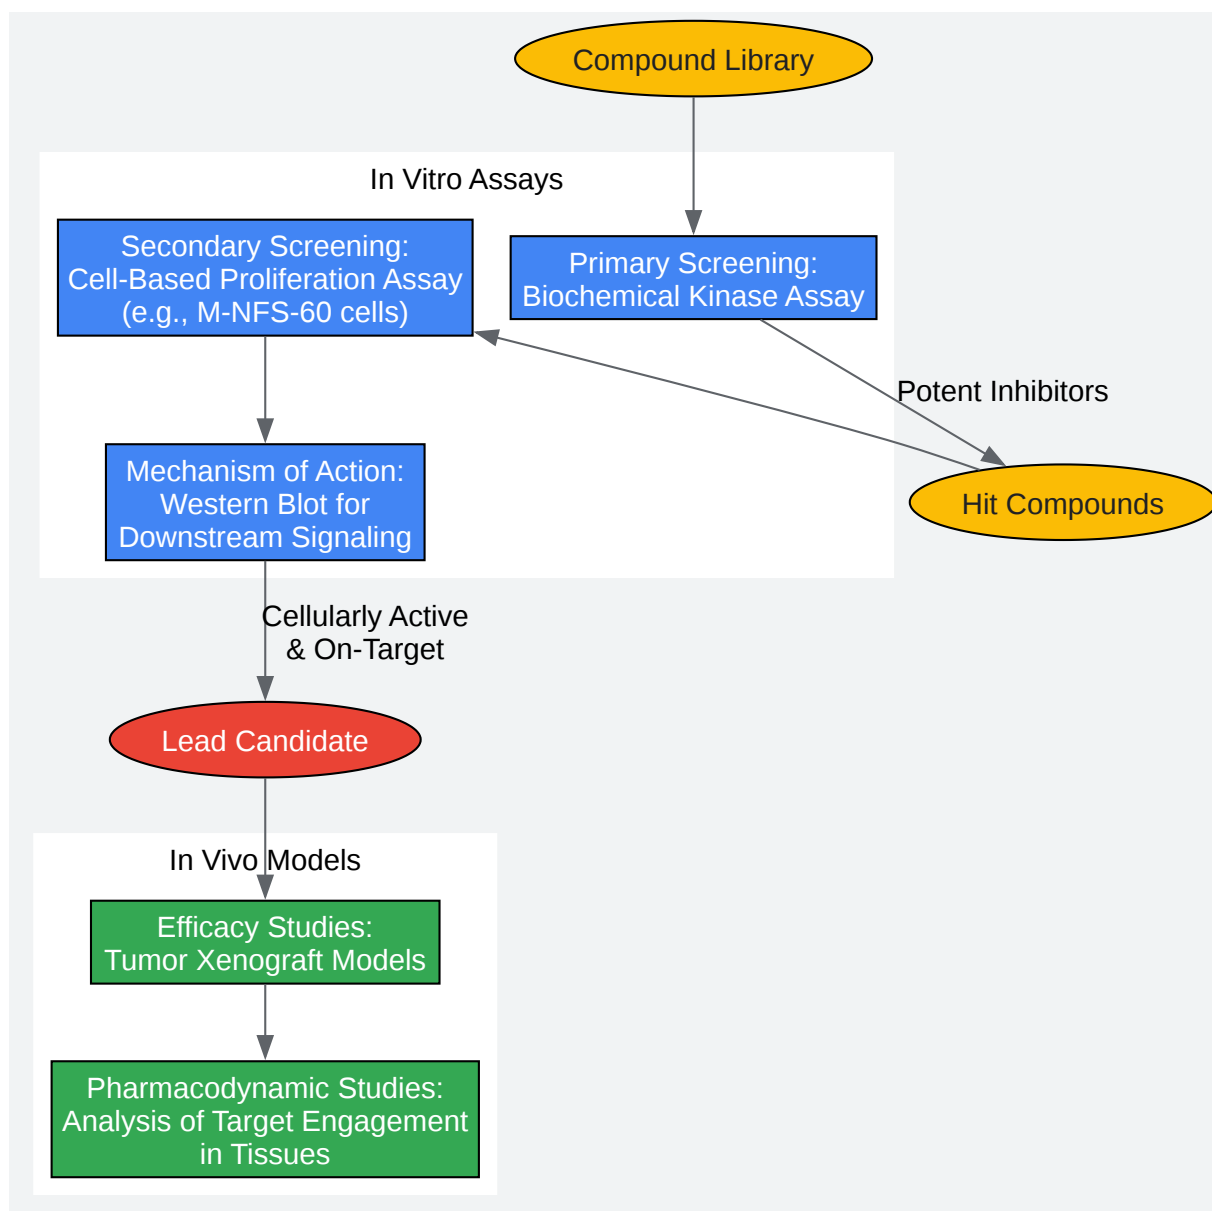 Compound Library
In Vitro Assays
Secondary Screening:
Cell-Based Proliferation Assay
(e.g., M-NFS-60 cells)
Primary Screening:
Biochemical Kinase Assay
Potent Inhibitors
Mechanism of Action:
Western Blot for
Downstream Signaling
Hit Compounds
Cellularly Active
& On-Target
Lead Candidate
In Vivo Models
Efficacy Studies:
Tumor Xenograft Models
Pharmacodynamic Studies:
Analysis of Target Engagement
in Tissues